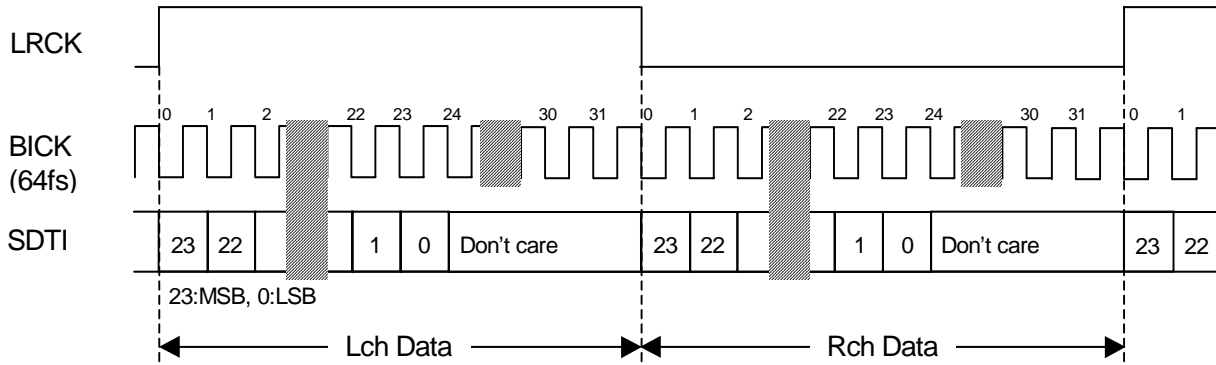 LRCK
0 1 2 22 23 24 30 31 0 1 2 22 23 24 30 31 0 1
BICK
(64fs)
SDTI 23 22 1 0 Don't care 23 22 1 0 Don't care 23 22
23:MSB, 0:LSB
Lch Data Rch Data